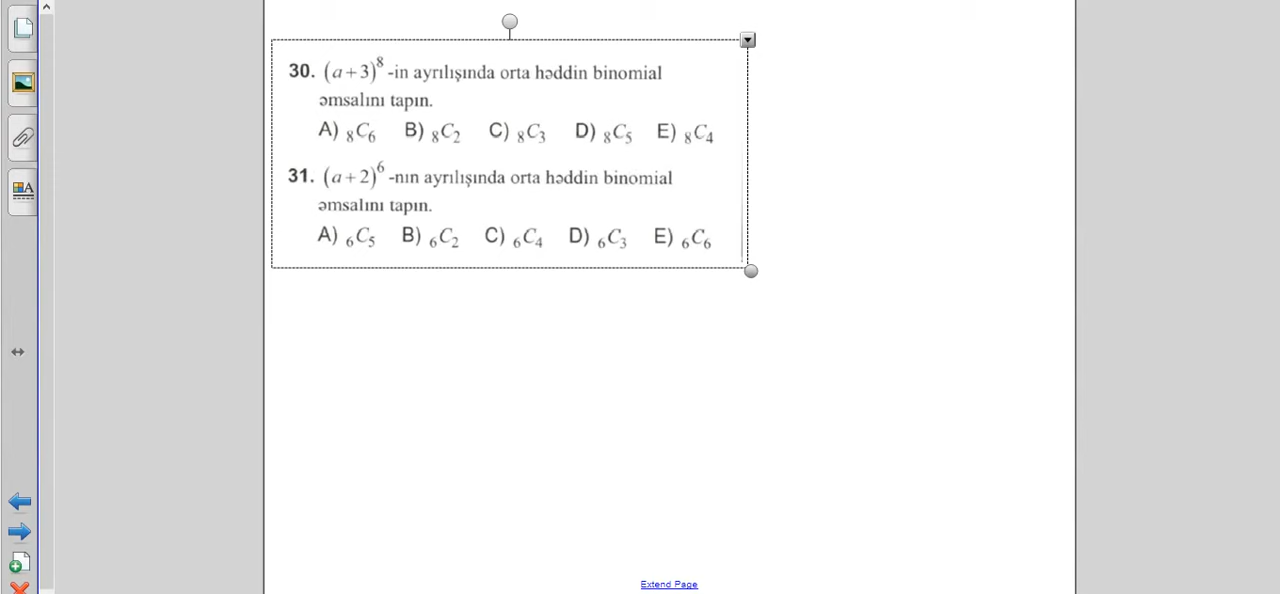 30. (a+3)⁸ -in ayrılışında orta həddin binomial
əmsalını tapın.
A) ₈C₆ B) ₈C₂ C) ₈C₃ D) ₈C₅ E) ₈C₄
31. (a+2)⁶ -nın ayrılışında orta həddin binomial
əmsalını tapın.
A) ₆C₅ B) ₆C₂ C) ₆C₄ D) ₆C₃ E) ₆C₆
Extend Page